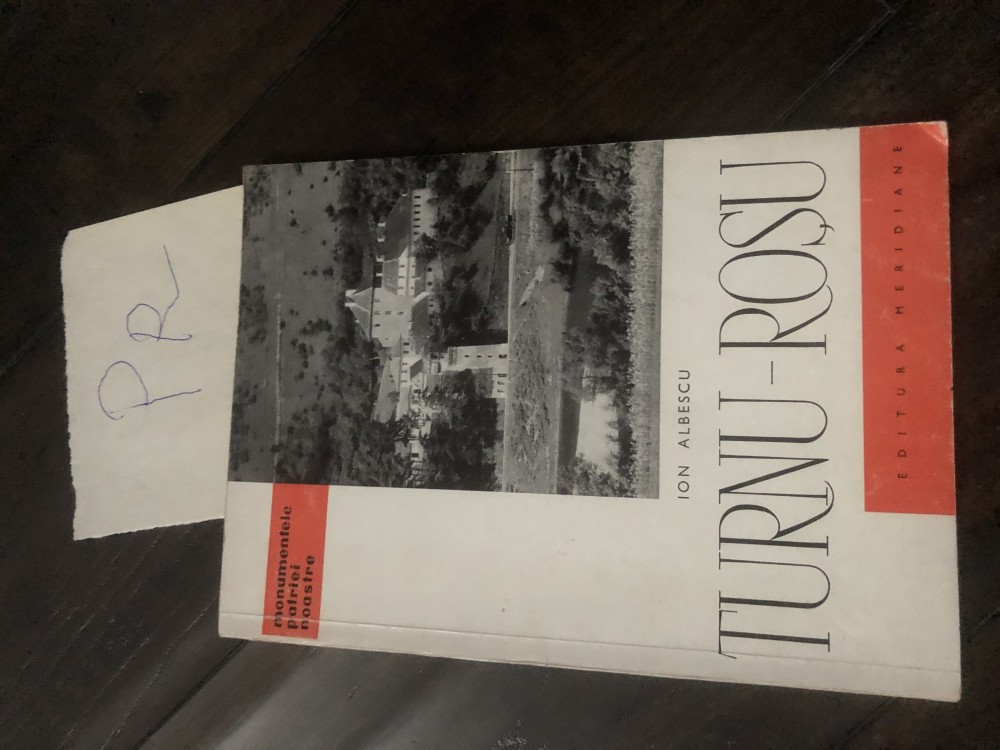 PR
monumentele
patriei
noastre
ION ALBESCU
TURNU – ROȘU
EDITURA MERIDIANE